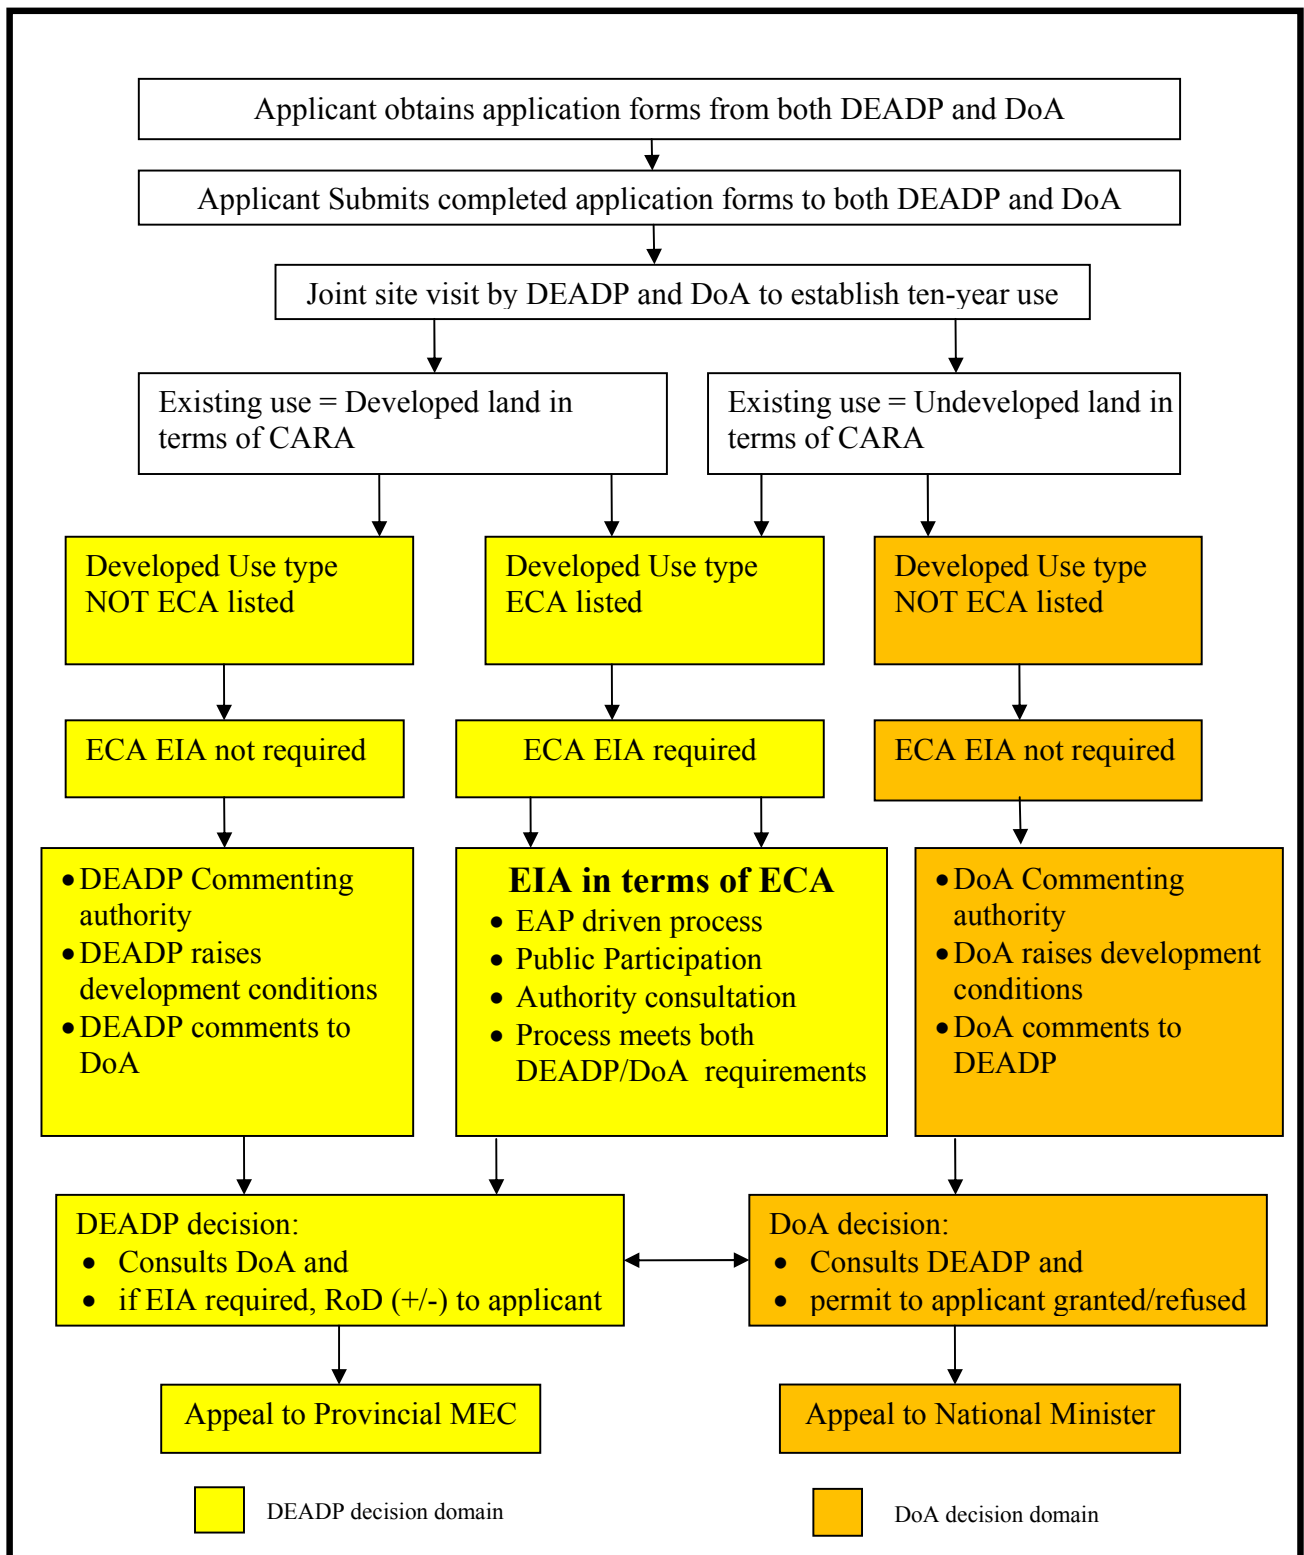 Applicant obtains application forms from both DEADP and DoA
Applicant Submits completed application forms to both DEADP and DoA
Joint site visit by DEADP and DoA to establish ten-year use
Existing use = Developed land in
terms of CARA
Existing use = Undeveloped land in
terms of CARA
Developed Use type
NOT ECA listed
Developed Use type
ECA listed
Developed Use type
NOT ECA listed
ECA EIA not required
ECA EIA required
ECA EIA not required
• DEADP Commenting
authority
• DEADP raises
development conditions
• DEADP comments to
DoA
EIA in terms of ECA
• EAP driven process
• Public Participation
• Authority consultation
• Process meets both
DEADP/DoA requirements
• DoA Commenting
authority
• DoA raises development
conditions
• DoA comments to
DEADP
DEADP decision:
• Consults DoA and
• if EIA required, RoD (+/-) to applicant
DoA decision:
• Consults DEADP and
• permit to applicant granted/refused
Appeal to Provincial MEC
Appeal to National Minister
DEADP decision domain
DoA decision domain